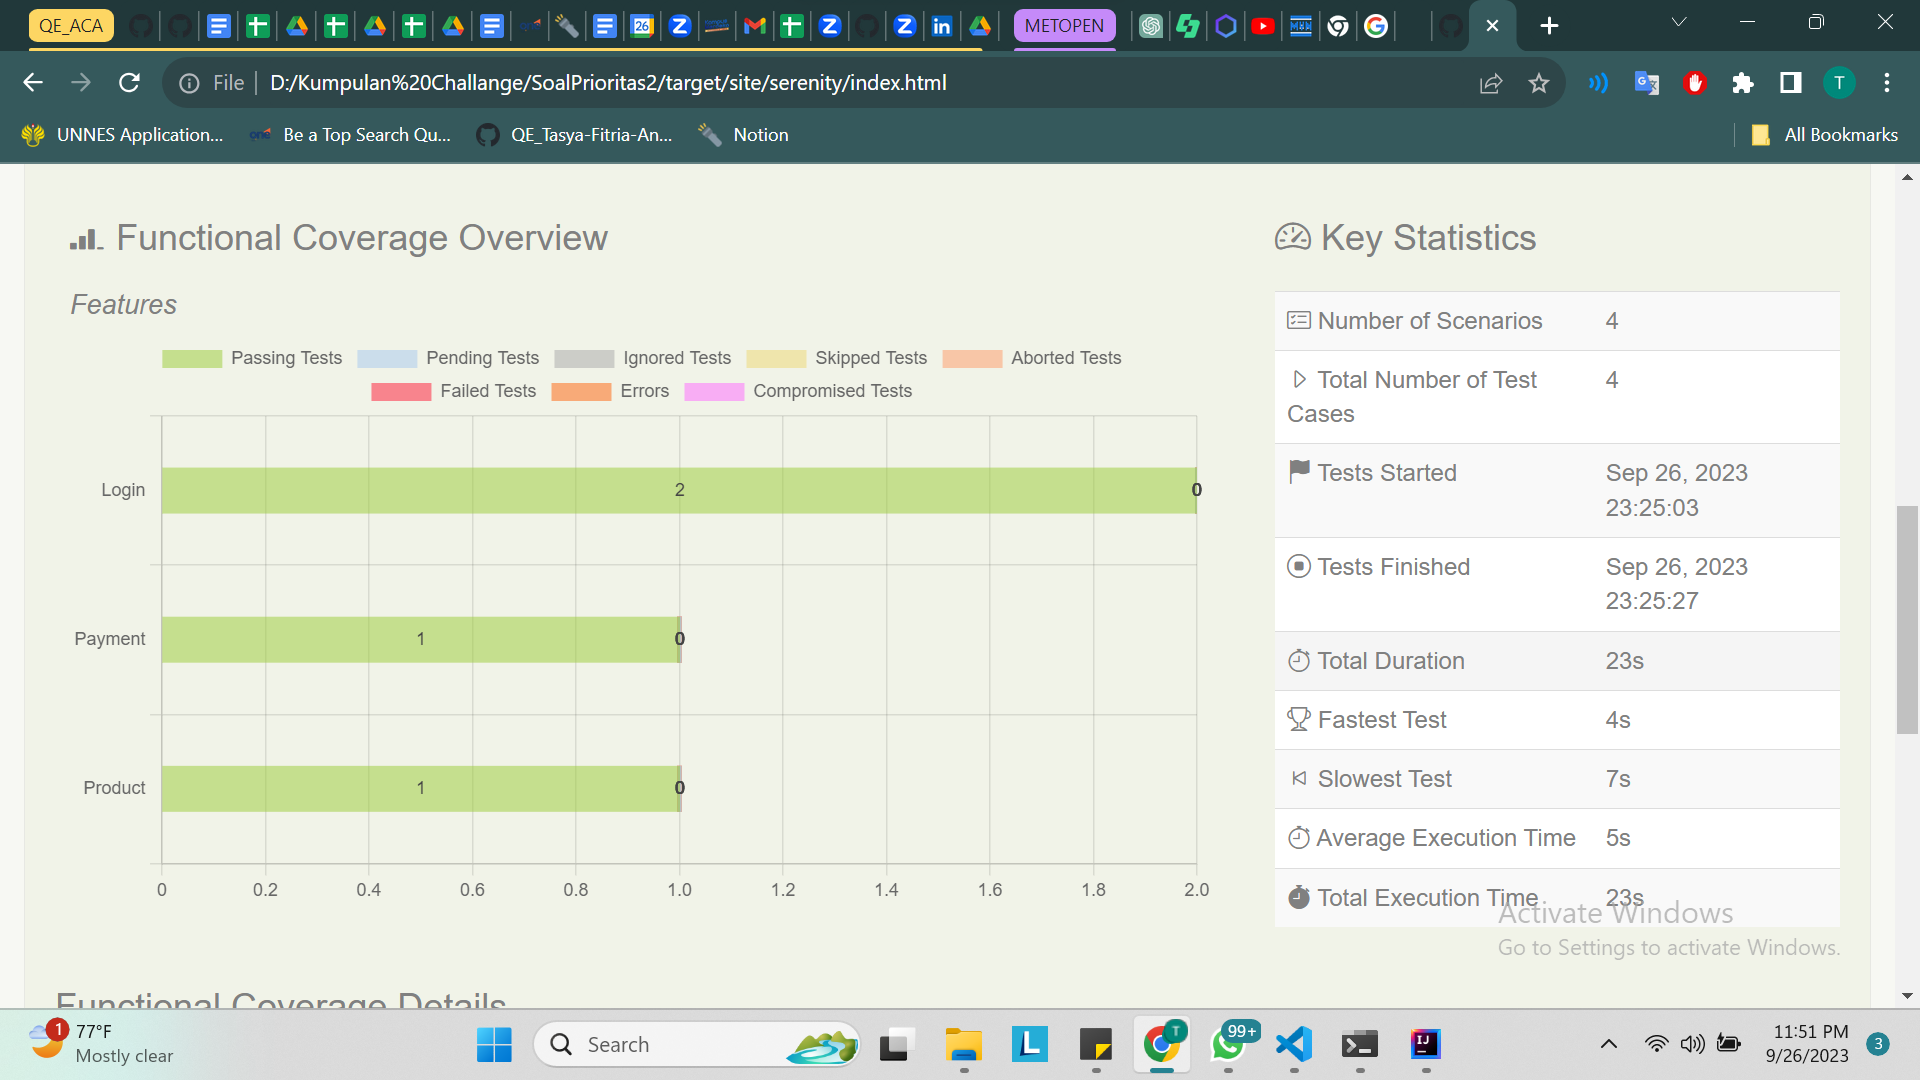 QE_ACA
26
METOPEN
File
D:/Kumpulan%20Challange/SoalPrioritas2/target/site/serenity/index.html
T
UNNES Application...
one
Be a Top Search Qu...
QE_Tasya-Fitria-An...
Notion
All Bookmarks
Functional Coverage Overview
Features
Passing Tests
Pending Tests
Ignored Tests
Skipped Tests
Aborted Tests
Failed Tests
Errors
Compromised Tests
Login
2
0
Payment
1
0
Product
1
0
0 0.2 0.4 0.6 0.8 1.0 1.2 1.4 1.6 1.8 2.0
Key Statistics
Number of Scenarios 4
Total Number of Test 4
Cases
Tests Started Sep 26, 2023
23:25:03
Tests Finished Sep 26, 2023
23:25:27
Total Duration 23s
Fastest Test 4s
Slowest Test 7s
Average Execution Time 5s
Total Execution Time 23s
Activate Windows
Go to Settings to activate Windows.
Functional Coverage Details
1
77°F
Mostly clear
Search
L
T
99+
IJ
11:51 PM
9/26/2023
3